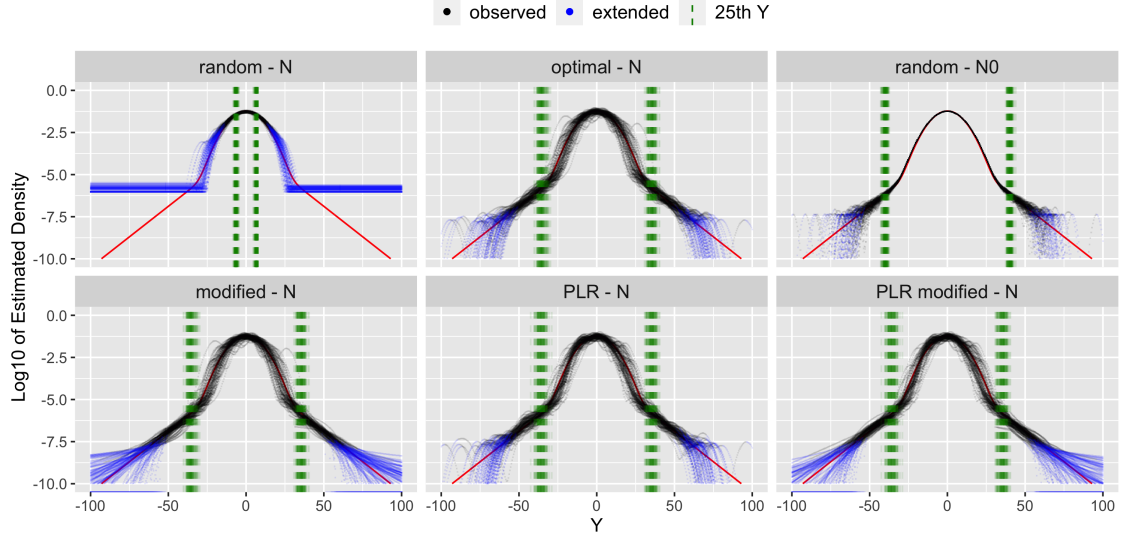 observed extended 25th Y
random - N optimal - N random - N0
0.0
-2.5
-5.0
-7.5
-10.0
modified - N PLR - N PLR modified - N
0.0
-2.5
-5.0
-7.5
-10.0
-100 -50 0 50 100 -100 -50 0 50 100 -100 -50 0 50 100
Y
Log10 of Estimated Density